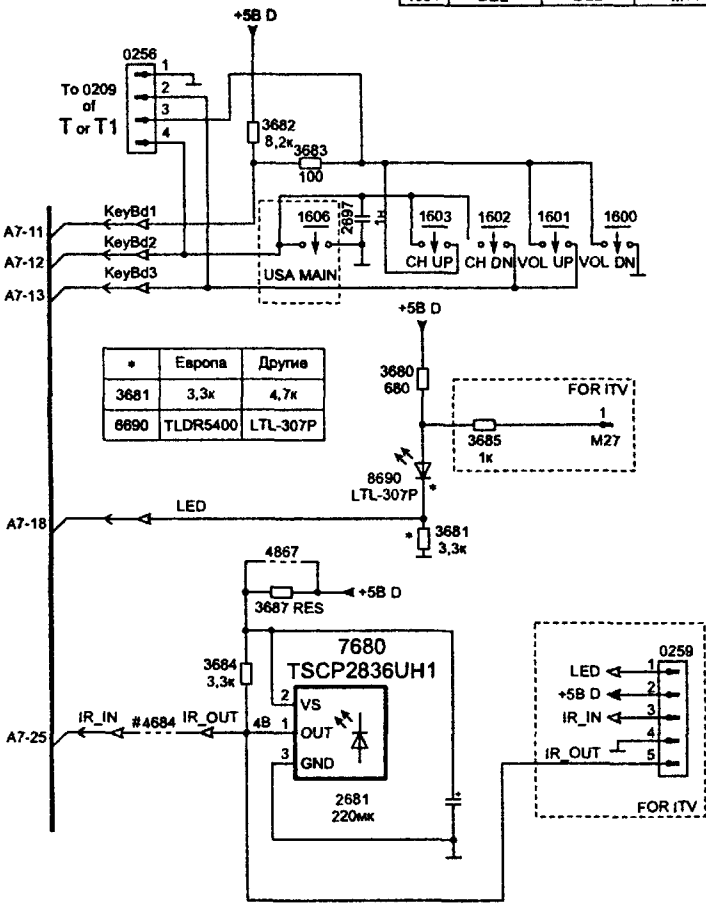 +5В D
0256
1
2
3
4
To 0209
of
T or T1
3682
8,2к
3683
100
KeyBd1
KeyBd2
KeyBd3
A7-11
A7-12
A7-13
1606
USA MAIN
2697
1н
1603
CH UP
1602
CH DN
1601
VOL UP
1600
VOL DN
+5В D
* Европа Другие
3681 3,3к 4,7к
6690 TLDR5400 LTL-307P
3680
680
FOR ITV
3685
1к
1
M27
8690
LTL-307P
*
LED
A7-18
* 3681
3,3к
4867
3687 RES
+5В D
7680
TSCP2836UH1
3684
3,3к
2 VS
1 OUT
3 GND
4В
IR_IN #4684 IR_OUT
A7-25
2681
220мк
+
0259
LED 1
+5В D 2
IR_IN 3
4
IR_OUT 5
FOR ITV